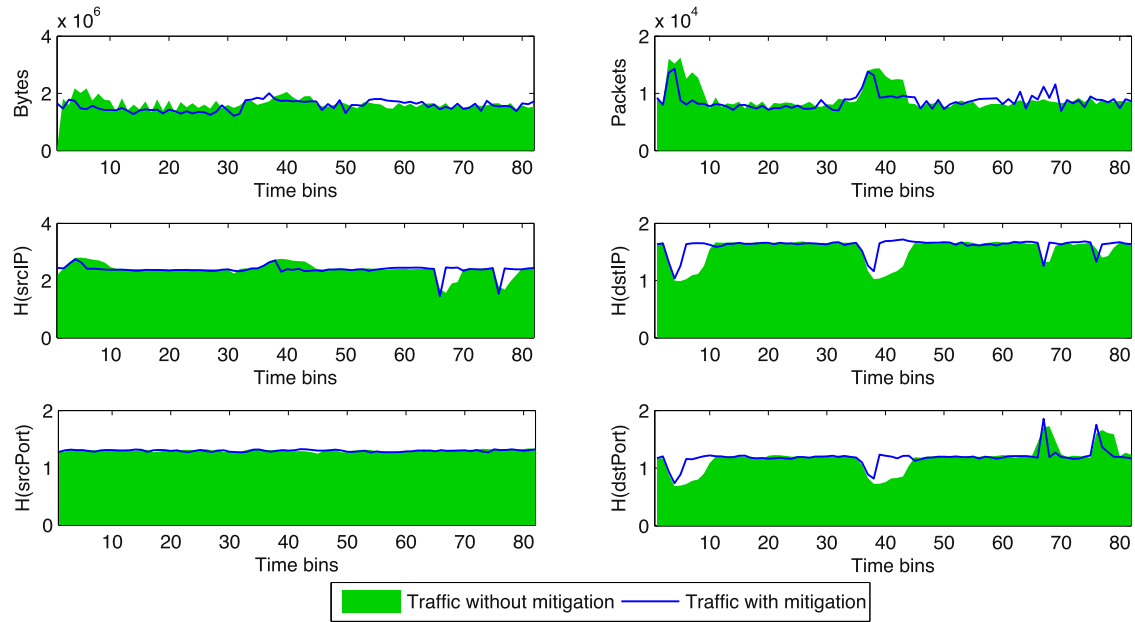 x 10^6
4
2
0
Bytes
10 20 30 40 50 60 70 80
Time bins
x 10^4
2
1
0
Packets
10 20 30 40 50 60 70 80
Time bins
4
2
0
H(srcIP)
10 20 30 40 50 60 70 80
Time bins
2
1
0
H(dstIP)
10 20 30 40 50 60 70 80
Time bins
2
1
0
H(srcPort)
10 20 30 40 50 60 70 80
Time bins
2
1
0
H(dstPort)
10 20 30 40 50 60 70 80
Time bins
Traffic without mitigation Traffic with mitigation